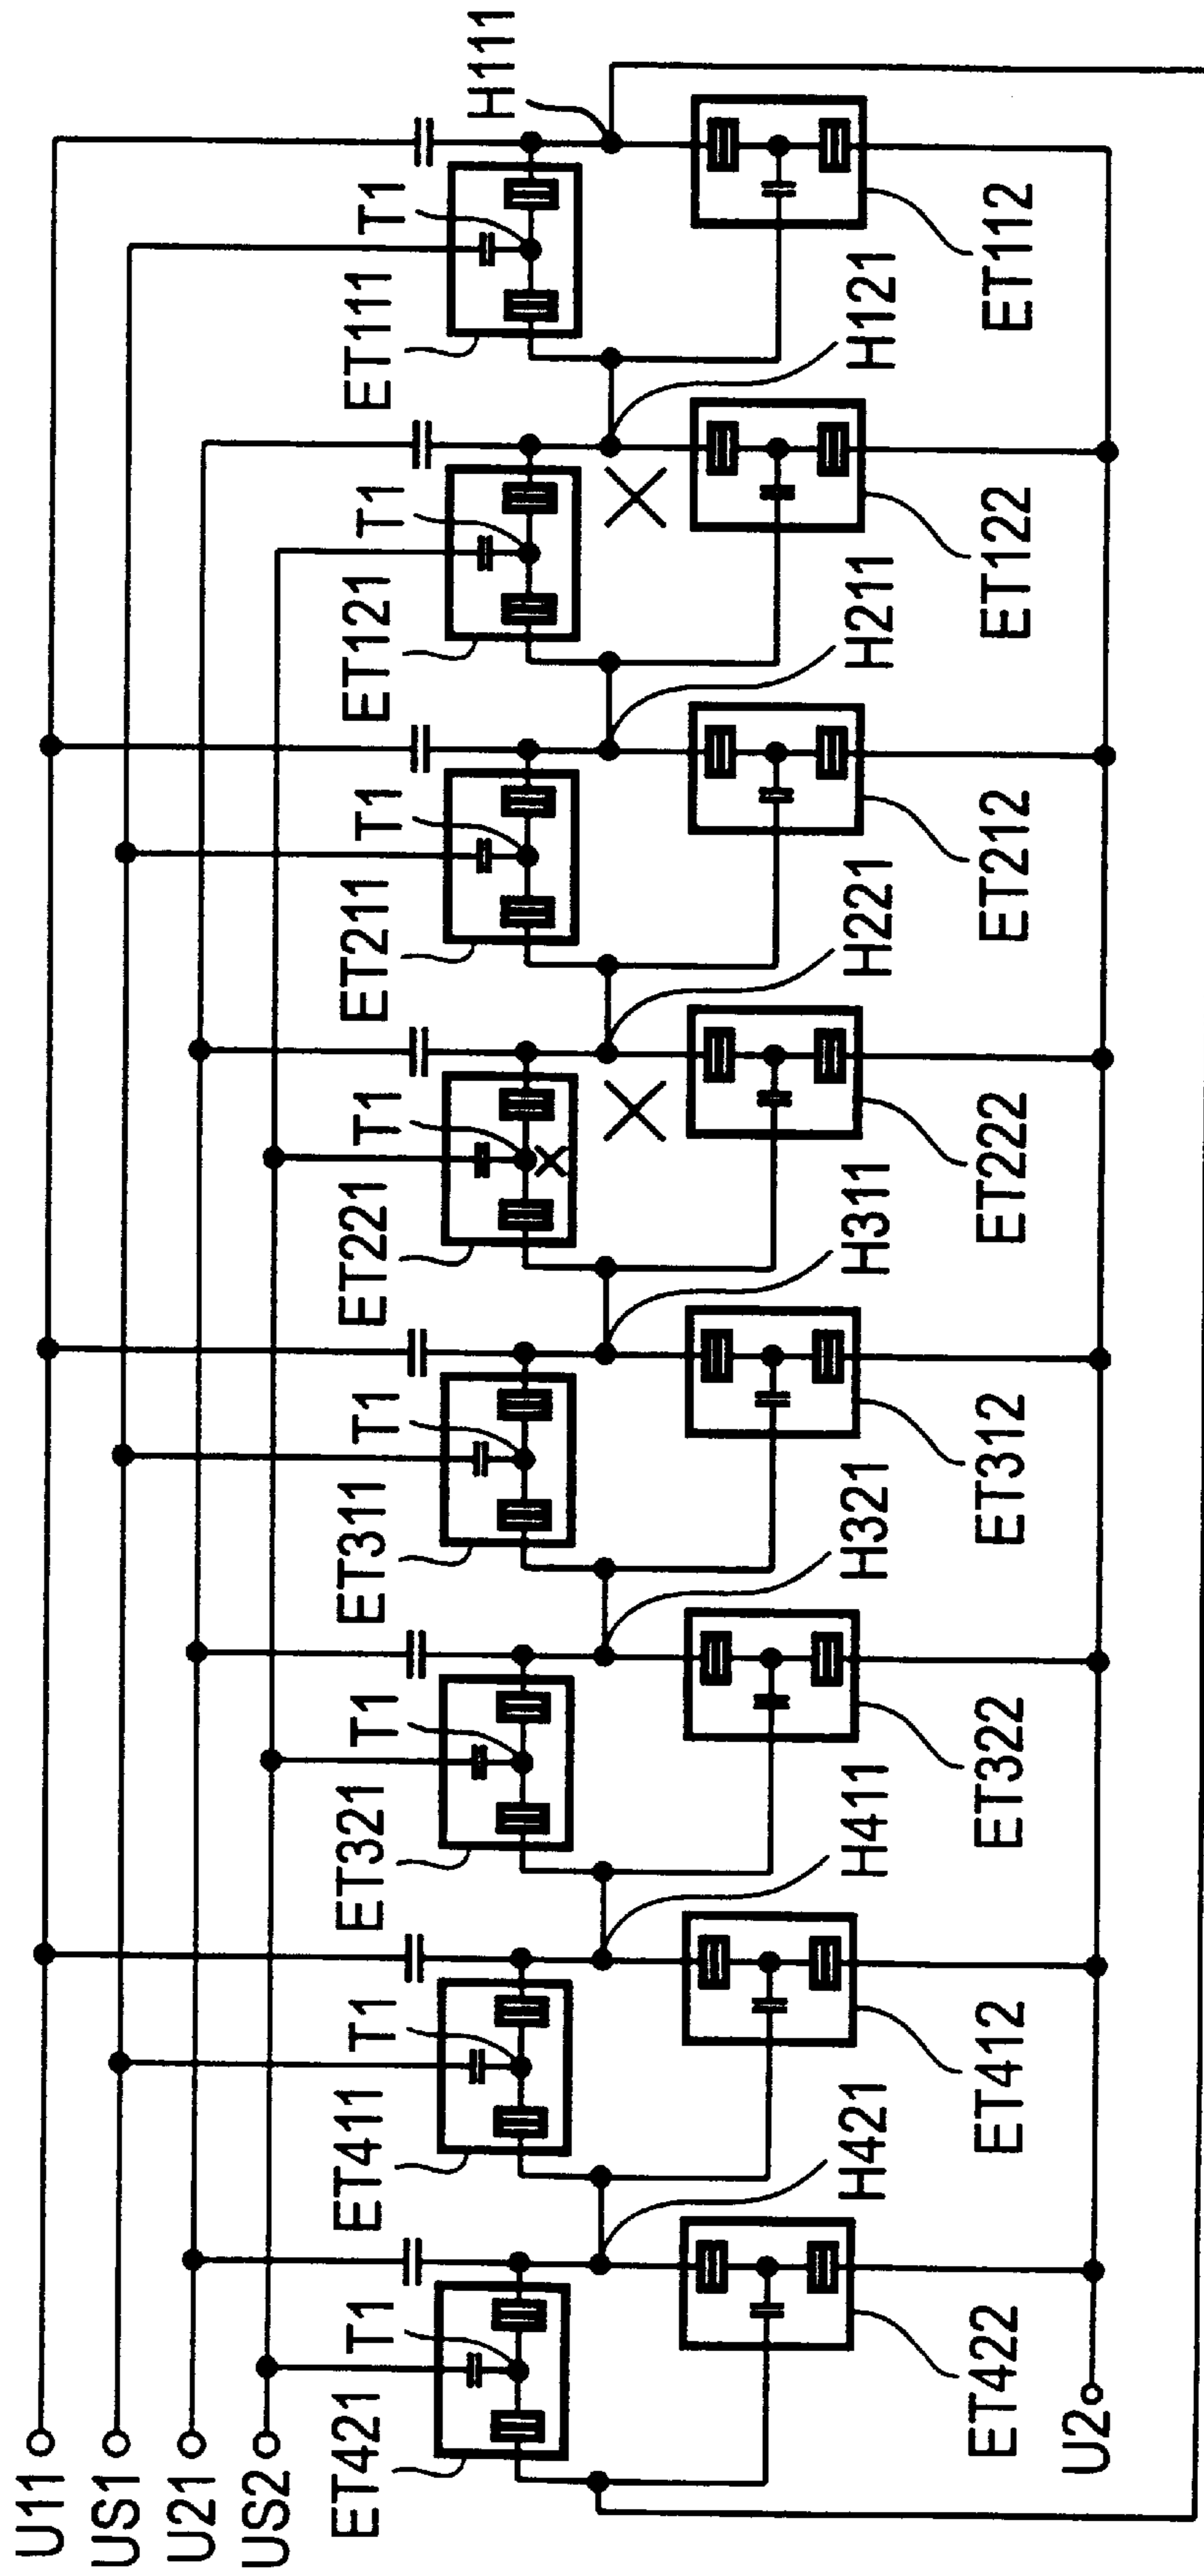 U11
US1
U21
US2
ET421
T1
ET411
T1
ET321
T1
ET311
T1
ET221
T1
ET211
T1
ET121
T1
ET111
T1
H111
H421
H411
H321
H311
H221
H211
H121
ET422
ET412
ET322
ET312
ET222
ET212
ET122
ET112
U2